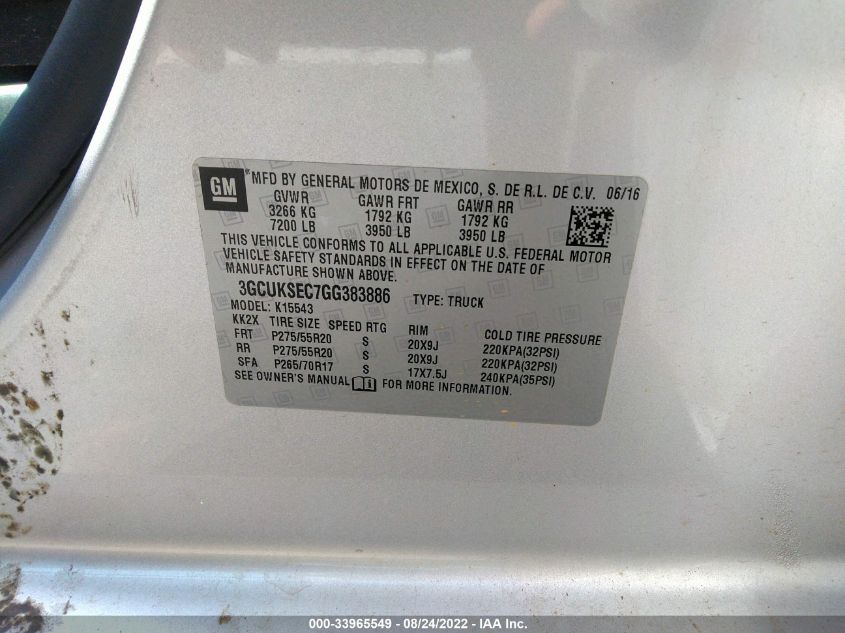 GM *MFD BY GENERAL MOTORS DE MEXICO, S. DE R.L. DE C.V. 06/16
GVWR GAWR FRT GAWR RR
3266 KG 1792 KG 1792 KG
7200 LB 3950 LB 3950 LB
THIS VEHICLE CONFORMS TO ALL APPLICABLE U.S. FEDERAL MOTOR
VEHICLE SAFETY STANDARDS IN EFFECT ON THE DATE OF
MANUFACTURE SHOWN ABOVE.
3GCUKSEC7GG383886 TYPE: TRUCK
MODEL: K15543
KK2X TIRE SIZE SPEED RTG RIM COLD TIRE PRESSURE
FRT P275/55R20 S 20X9J 220KPA(32PSI)
RR P275/55R20 S 20X9J 220KPA(32PSI)
SFA P265/70R17 S 17X7.5J 240KPA(35PSI)
SEE OWNER'S MANUAL FOR MORE INFORMATION.
000-33965549 - 08/24/2022 - IAA Inc.